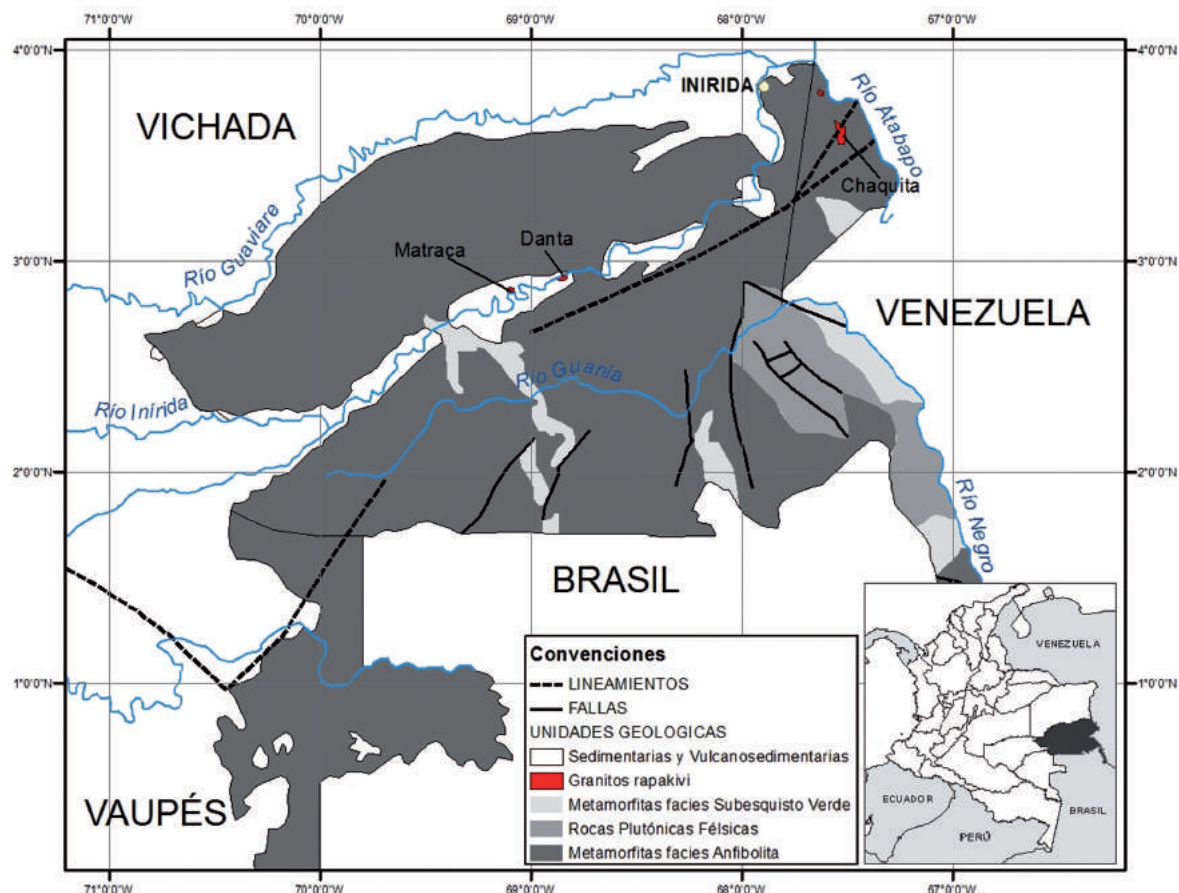 71°0'0"W
70°0'0"W
69°0'0"W
68°0'0"W
67°0'0"W
4°0'0"N
4°0'0"N
INIRIDA
VICHADA
Río Atabapo
Chaquita
Río Guaviare
Matraca
Danta
3°0'0"N
3°0'0"N
VENEZUELA
Río Guanía
Río Inírida
2°0'0"N
2°0'0"N
Río Negro
BRASIL
1°0'0"N
1°0'0"N
VAUPÉS
Convenciones
LINEAMIENTOS
FALLAS
UNIDADES GEOLOGICAS
Sedimentarias y Vulcanosedimentarias
Granitos rapakivi
Metamorfitas facies Subesquisto Verde
Rocas Plutónicas Félsicas
Metamorfitas facies Anfibolita
VENEZUELA
ECUADOR
PERÚ
BRASIL
71°0'0"W
70°0'0"W
69°0'0"W
68°0'0"W
67°0'0"W